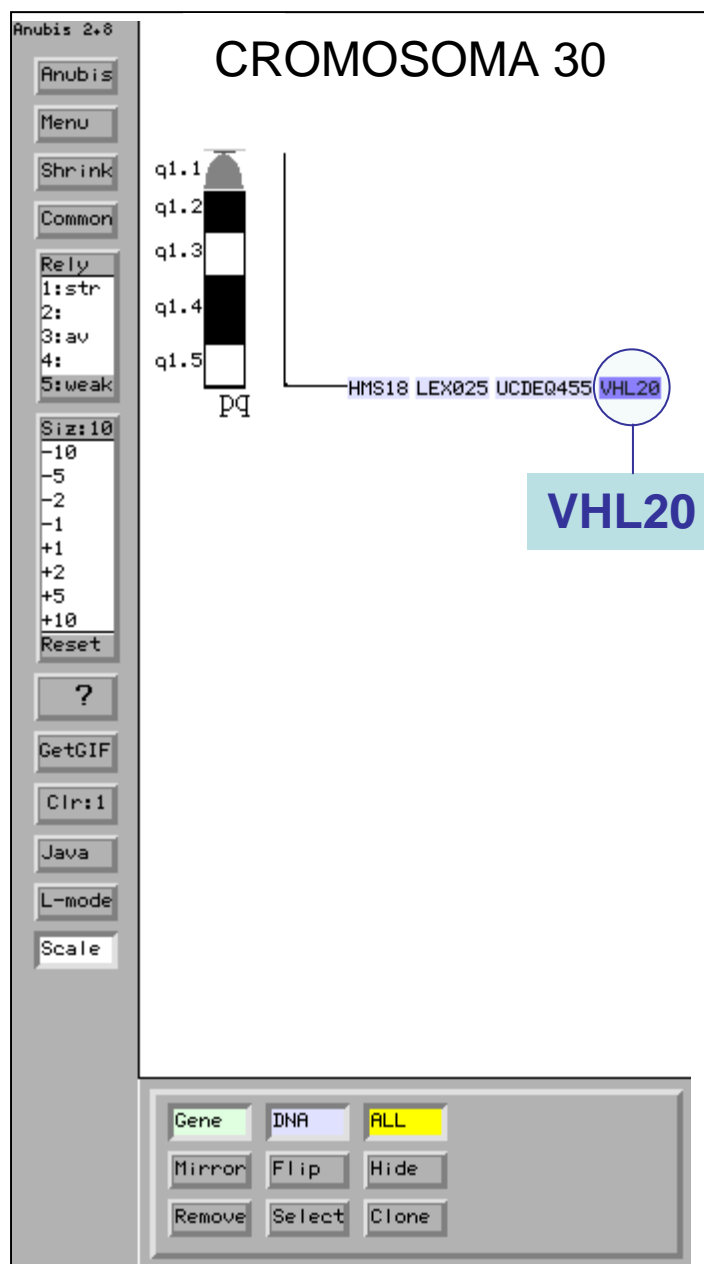 Anubis 2.8
CROMOSOMA 30
Anubis
Menu
Shrink
Common
Rely
1:str
2:
3:av
4:
5:weak
Siz:10
-10
-5
-2
-1
+1
+2
+5
+10
Reset
?
GetGIF
Clr:1
Java
L-mode
Scale
q1.1
q1.2
q1.3
q1.4
q1.5
pq
HMS18 LEX025 UCDEQ455 VHL20
VHL20
Gene DNA ALL
Mirror Flip Hide
Remove Select Clone